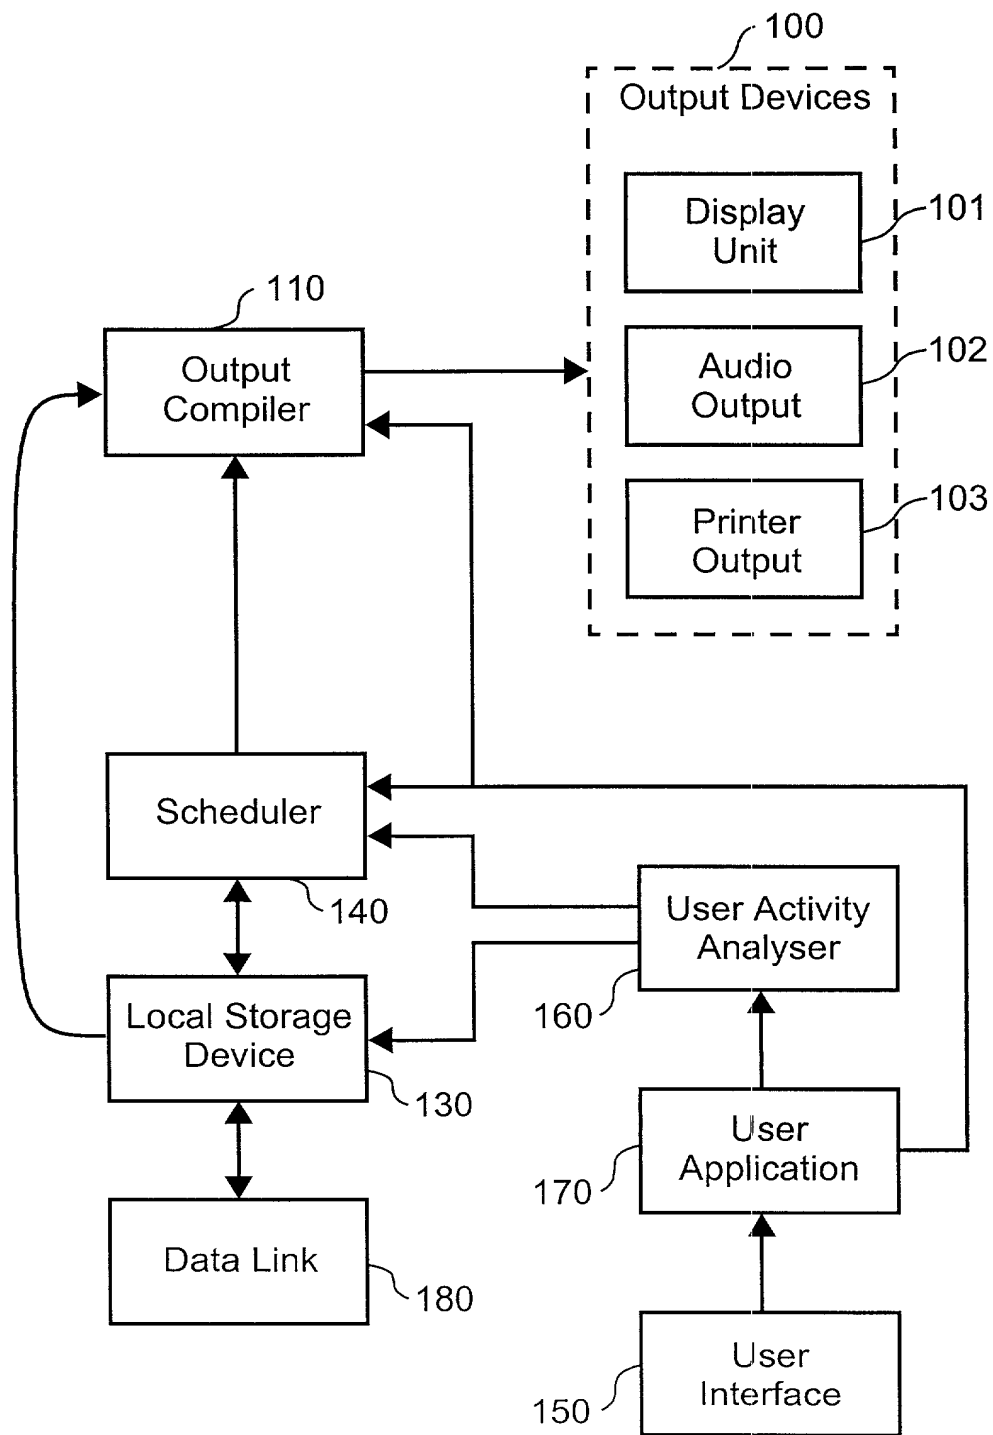 100
Output Devices
Display
Unit
101
110
Output
Compiler
Audio
Output
102
Printer
Output
103
Scheduler
140
User Activity
Analyser
160
Local Storage
Device
130
User
Application
170
Data Link
180
User
Interface
150